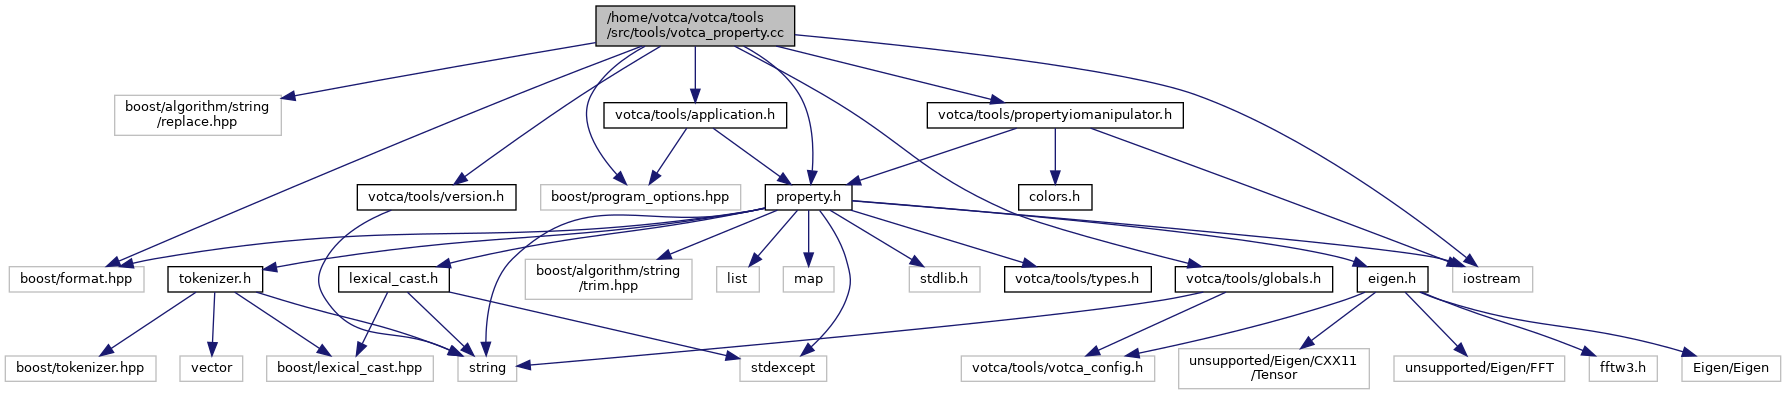 /home/votca/votca/tools
/src/tools/votca_property.cc
boost/algorithm/string
/replace.hpp
votca/tools/application.h
votca/tools/propertyiomanipulator.h
votca/tools/version.h
boost/program_options.hpp
property.h
colors.h
boost/format.hpp
tokenizer.h
lexical_cast.h
boost/algorithm/string
/trim.hpp
list
map
stdlib.h
votca/tools/types.h
votca/tools/globals.h
eigen.h
iostream
boost/tokenizer.hpp
vector
boost/lexical_cast.hpp
string
stdexcept
votca/tools/votca_config.h
unsupported/Eigen/CXX11
/Tensor
unsupported/Eigen/FFT
fftw3.h
Eigen/Eigen